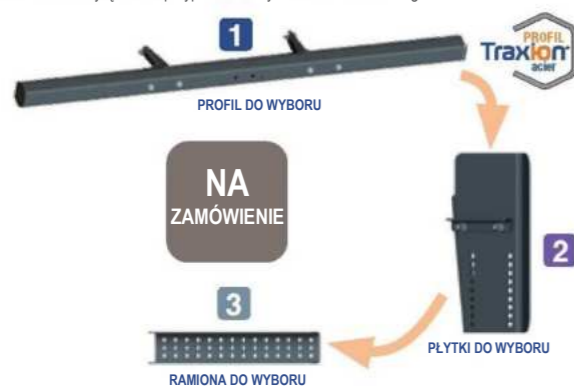 1
PROFIL
Traxion
acier
PROFIL DO WYBORU
NA
ZAMÓWIENIE
2
3
PŁYTKI DO WYBORU
RAMIONA DO WYBORU